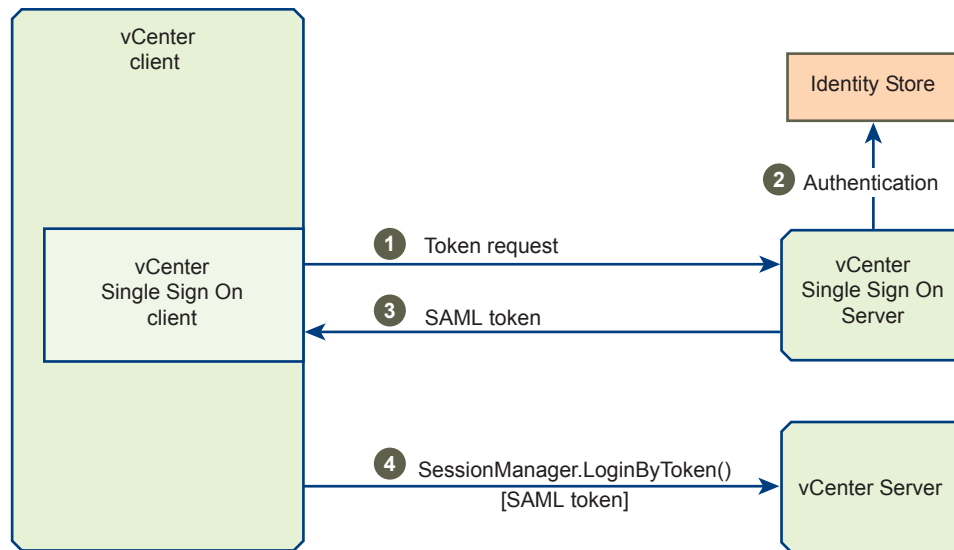 vCenter
client
Identity Store
2 Authentication
1 Token request
vCenter
Single Sign On
client
vCenter
Single Sign On
Server
3 SAML token
4 SessionManager.LoginByToken()
[SAML token]
vCenter Server